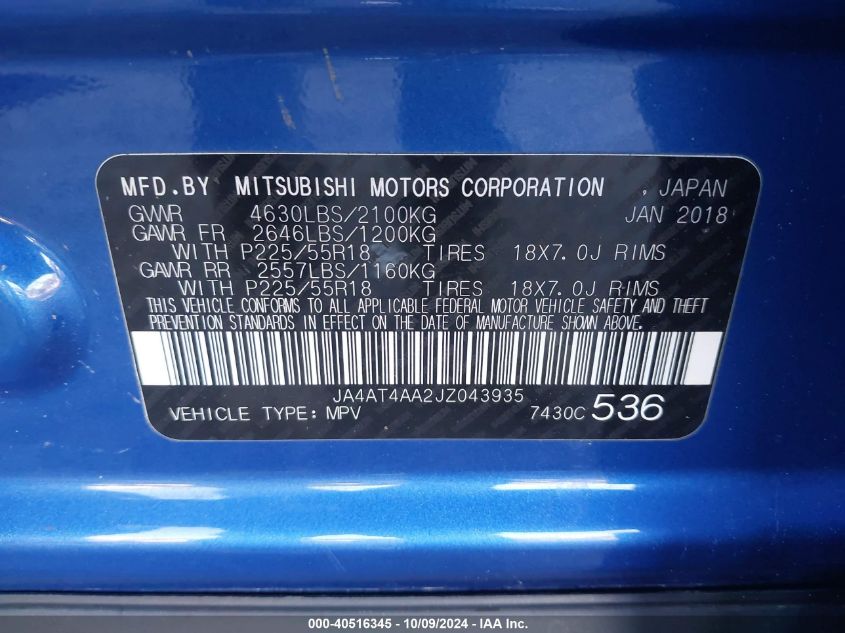 MFD.BY MITSUBISHI MOTORS CORPORATION , JAPAN
GVWR 4630LBS/2100KG JAN 2018
GAWR FR 2646LBS/1200KG
WITH P225/55R18 TIRES 18X7.0J RIMS
GAWR RR 2557LBS/1160KG
WITH P225/55R18 TIRES 18X7.0J RIMS
THIS VEHICLE CONFORMS TO ALL APPLICABLE FEDERAL MOTOR VEHICLE SAFETY AND THEFT
PREVENTION STANDARDS IN EFFECT ON THE DATE OF MANUFACTURE SHOWN ABOVE.
JA4AT4AA2JZ043935
VEHICLE TYPE: MPV 7430C 536
000-40516345 - 10/09/2024 - IAA Inc.